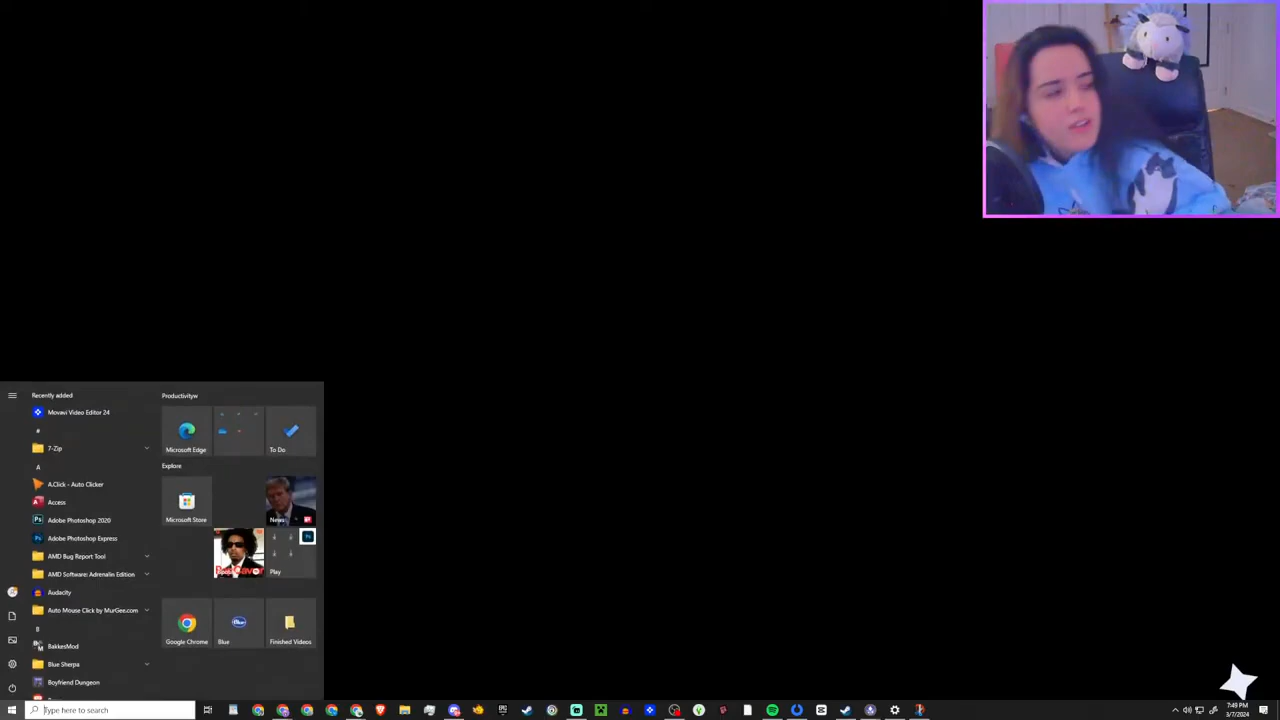 Recently added
Movavi Video Editor 24
#
7-Zip
A
A.Click - Auto Clicker
Access
Adobe Photoshop 2020
Adobe Photoshop Express
AMD Bug Report Tool
AMD Software: Adrenalin Edition
Audacity
Auto Mouse Click by MurGee.com
B
BakkesMod
Blue Sherpa
Boyfriend Dungeon
Productivityw
Microsoft Edge
To Do
Explore
Microsoft Store
News
Play
Google Chrome
Blue
Finished Videos
Type here to search
7:49 PM
3/7/2024